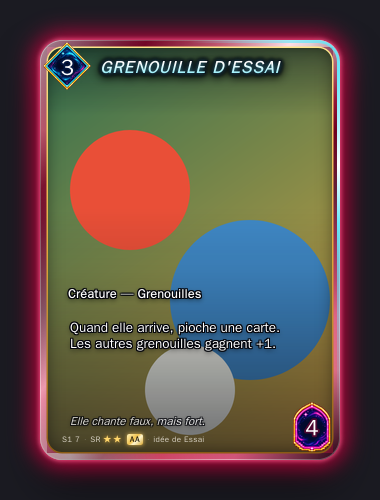 3
GRENOUILLE D'ESSAI
Créature — Grenouilles
Quand elle arrive, pioche une carte.
Les autres grenouilles gagnent +1.
Elle chante faux, mais fort.
S1 7 · SR ★★ AA · idée de Essai
4